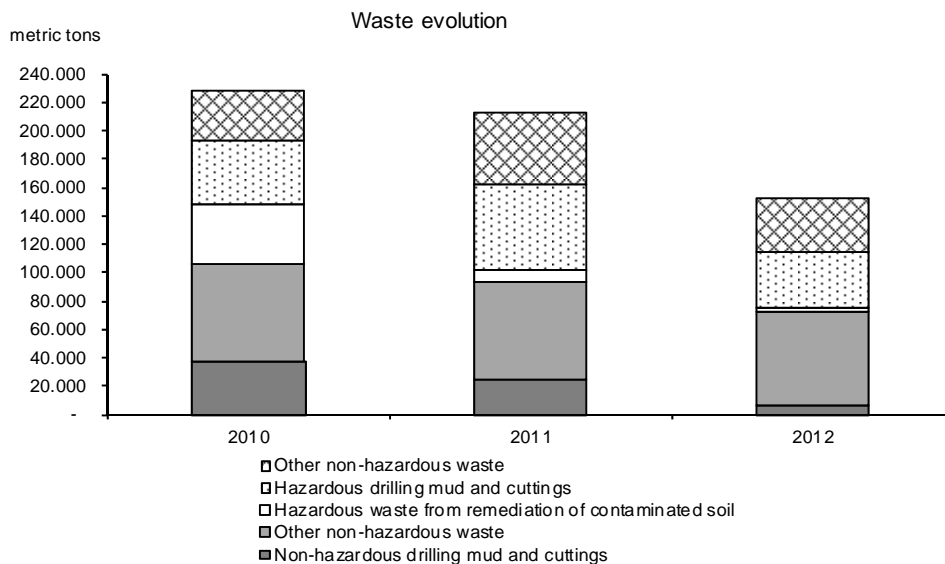 Waste evolution
metric tons
240.000
220.000
200.000
180.000
160.000
140.000
120.000
100.000
80.000
60.000
40.000
20.000
-
2010 2011 2012
Other non-hazardous waste
Hazardous drilling mud and cuttings
Hazardous waste from remediation of contaminated soil
Other non-hazardous waste
Non-hazardous drilling mud and cuttings